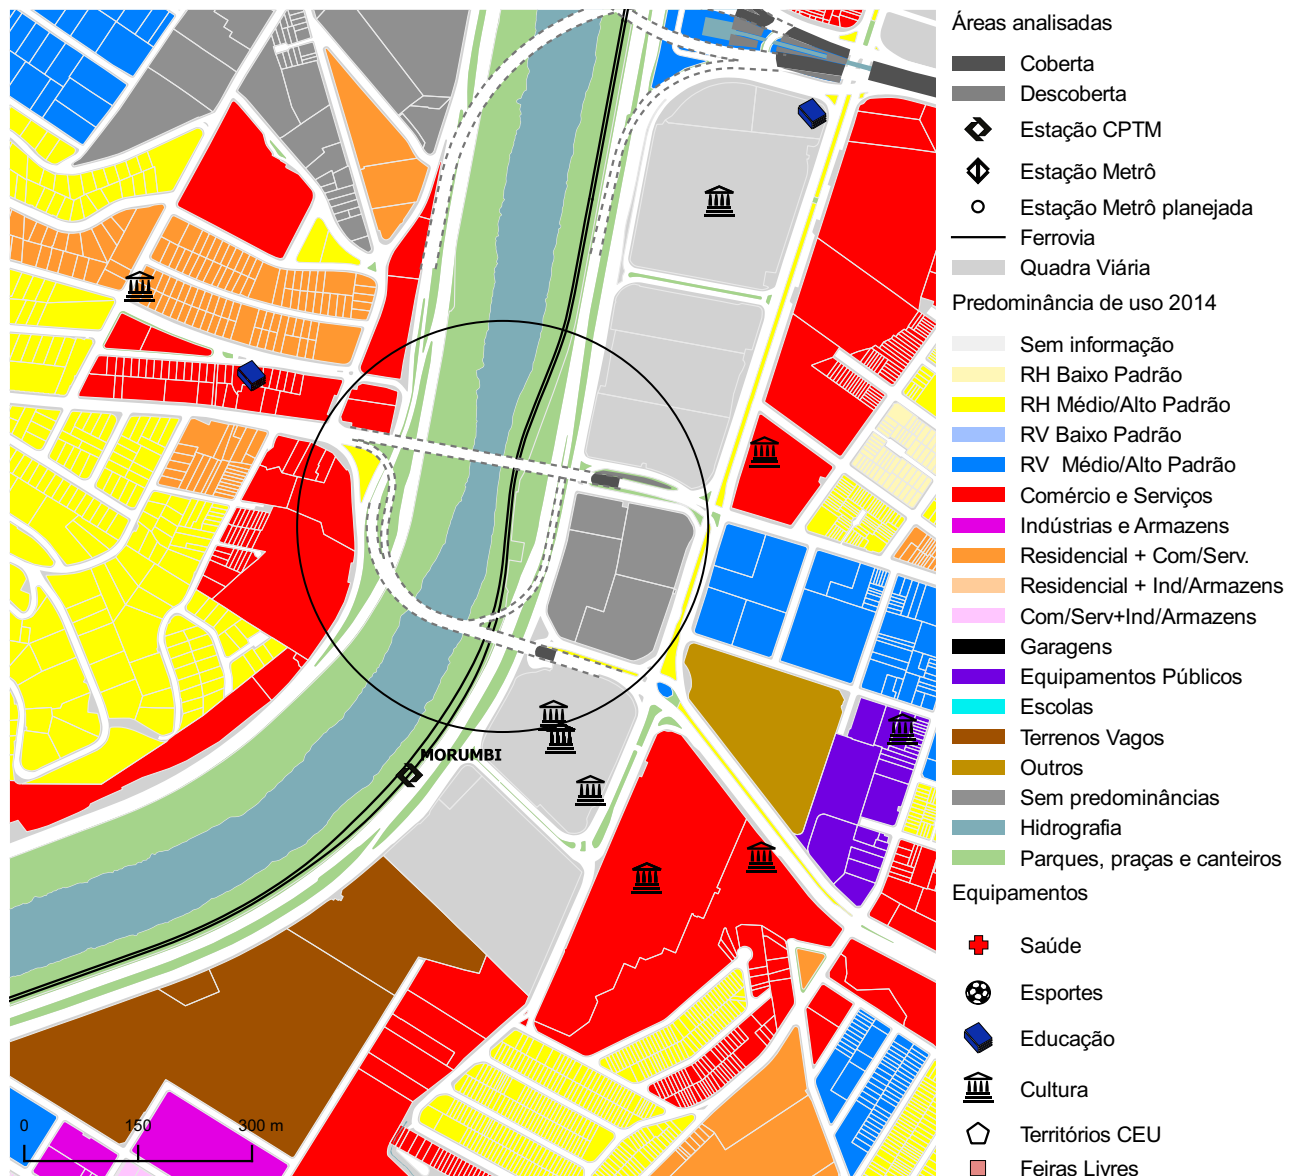 Áreas analisadas
Coberta
Descoberta
Estação CPTM
Estação Metrô
Estação Metrô planejada
Ferrovia
Quadra Viária
Predominância de uso 2014
Sem informação
RH Baixo Padrão
RH Médio/Alto Padrão
RV Baixo Padrão
RV Médio/Alto Padrão
Comércio e Serviços
Indústrias e Armazens
Residencial + Com/Serv.
Residencial + Ind/Armazens
Com/Serv+Ind/Armazens
Garagens
Equipamentos Públicos
Escolas
Terrenos Vagos
Outros
Sem predominâncias
Hidrografia
Parques, praças e canteiros
Equipamentos
Saúde
Esportes
Educação
Cultura
Territórios CEU
Feiras Livres
MORUMBI
0 150 300 m